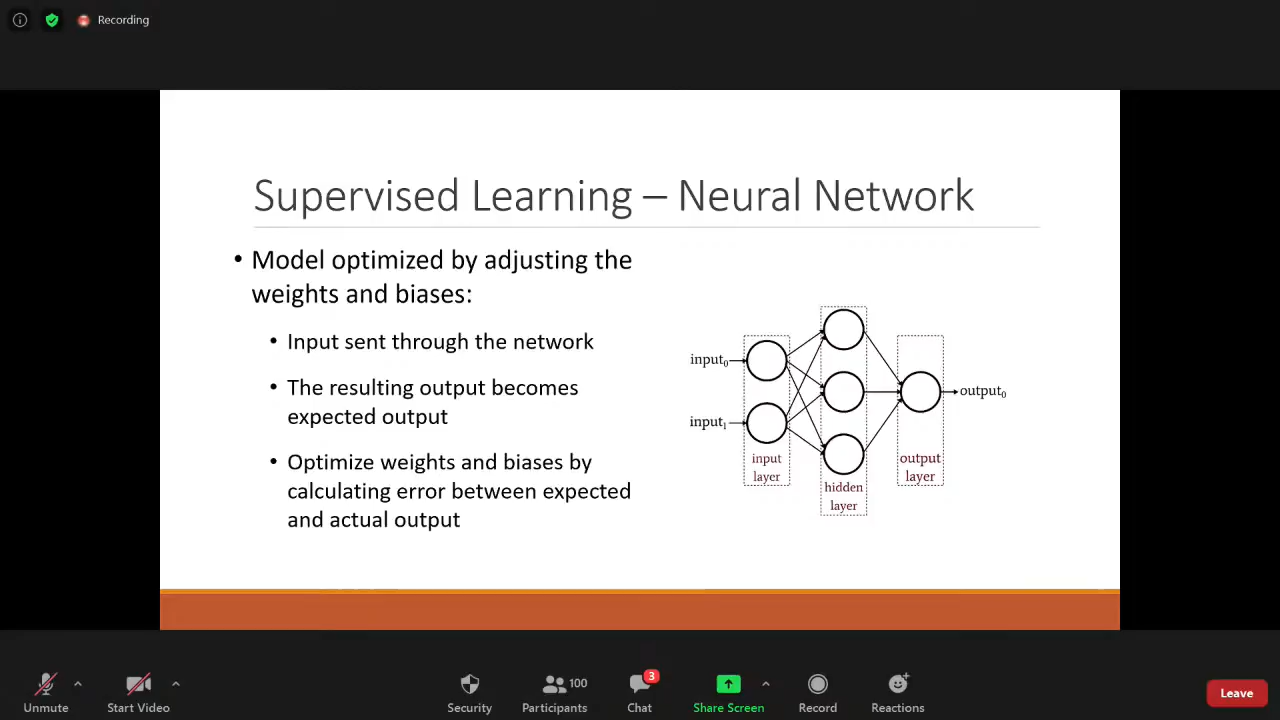 Recording
Supervised Learning – Neural Network
• Model optimized by adjusting the
weights and biases:
• Input sent through the network
• The resulting output becomes
expected output
• Optimize weights and biases by
calculating error between expected
and actual output
input₀
input₁
output₀
input
layer
hidden
layer
output
layer
Unmute
Start Video
Security
100
Participants
3
Chat
Share Screen
Record
Reactions
Leave